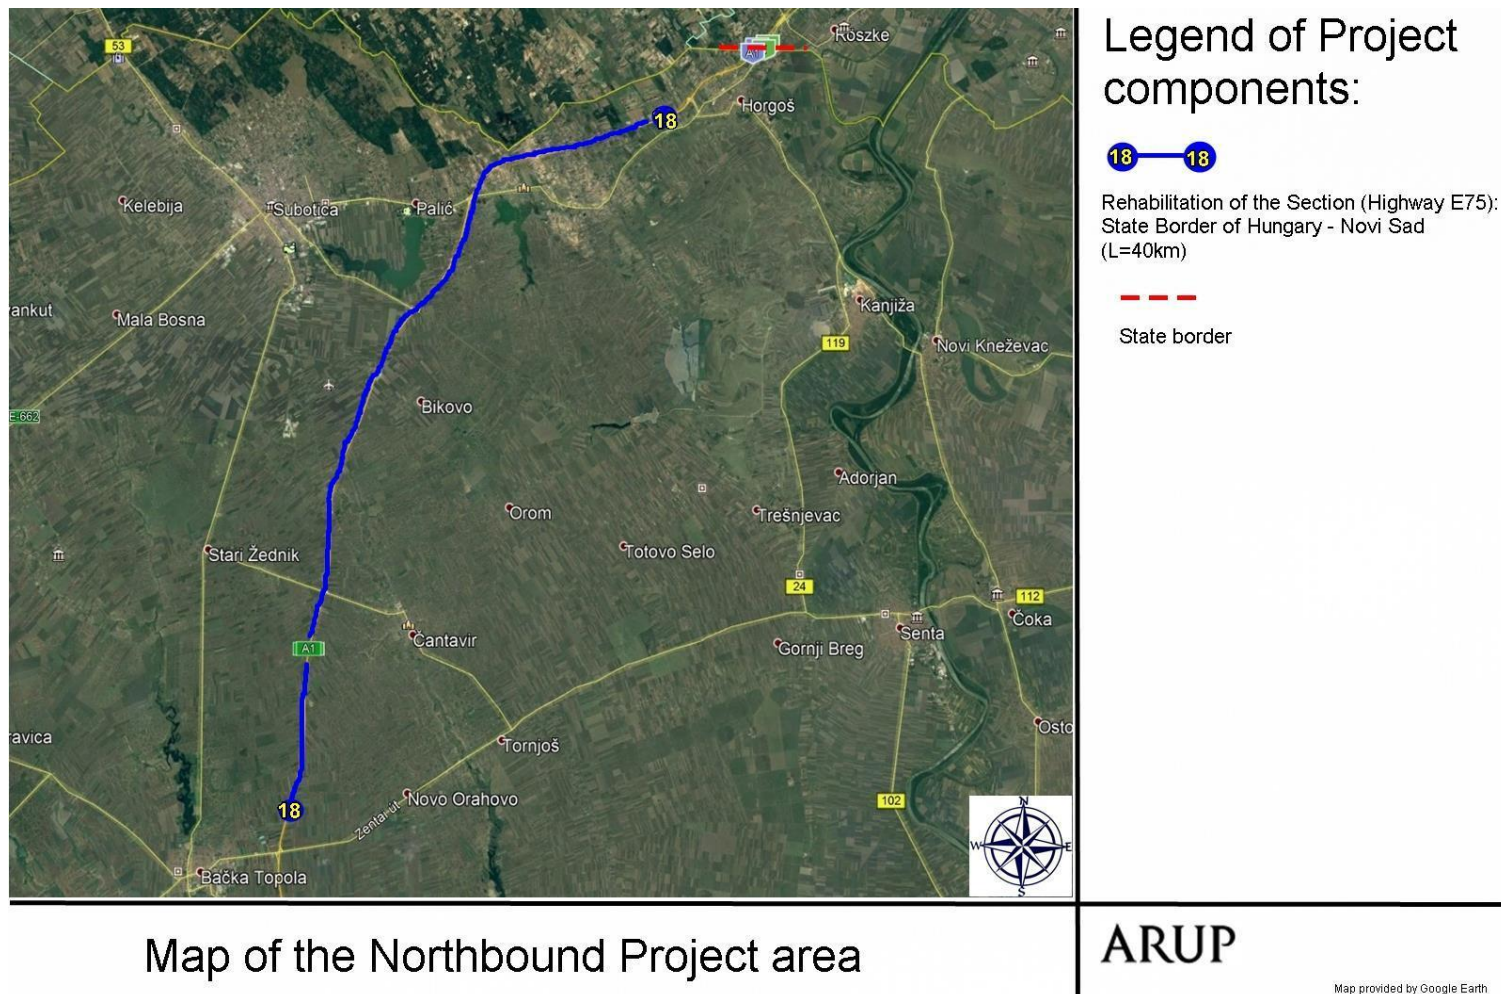 53
Röszke
A1
18
Horgoš
Kelebija
Subotica
Palić
vankut
Mala Bosna
Kanjiža
119
Novi Kneževac
E-662
Bikovo
Adorjan
Orom
Trešnjevac
Stari Žednik
Totovo Selo
24
112
Čoka
Senta
A1
Čantavir
Gornji Breg
ravica
Osto
Tornjoš
18
Novo Orahovo
Zentai út
102
Bačka Topola
N
W
E
S
Legend of Project
components:
18 18
Rehabilitation of the Section (Highway E75):
State Border of Hungary - Novi Sad
(L=40km)
State border
Map of the Northbound Project area
ARUP
Map provided by Google Earth